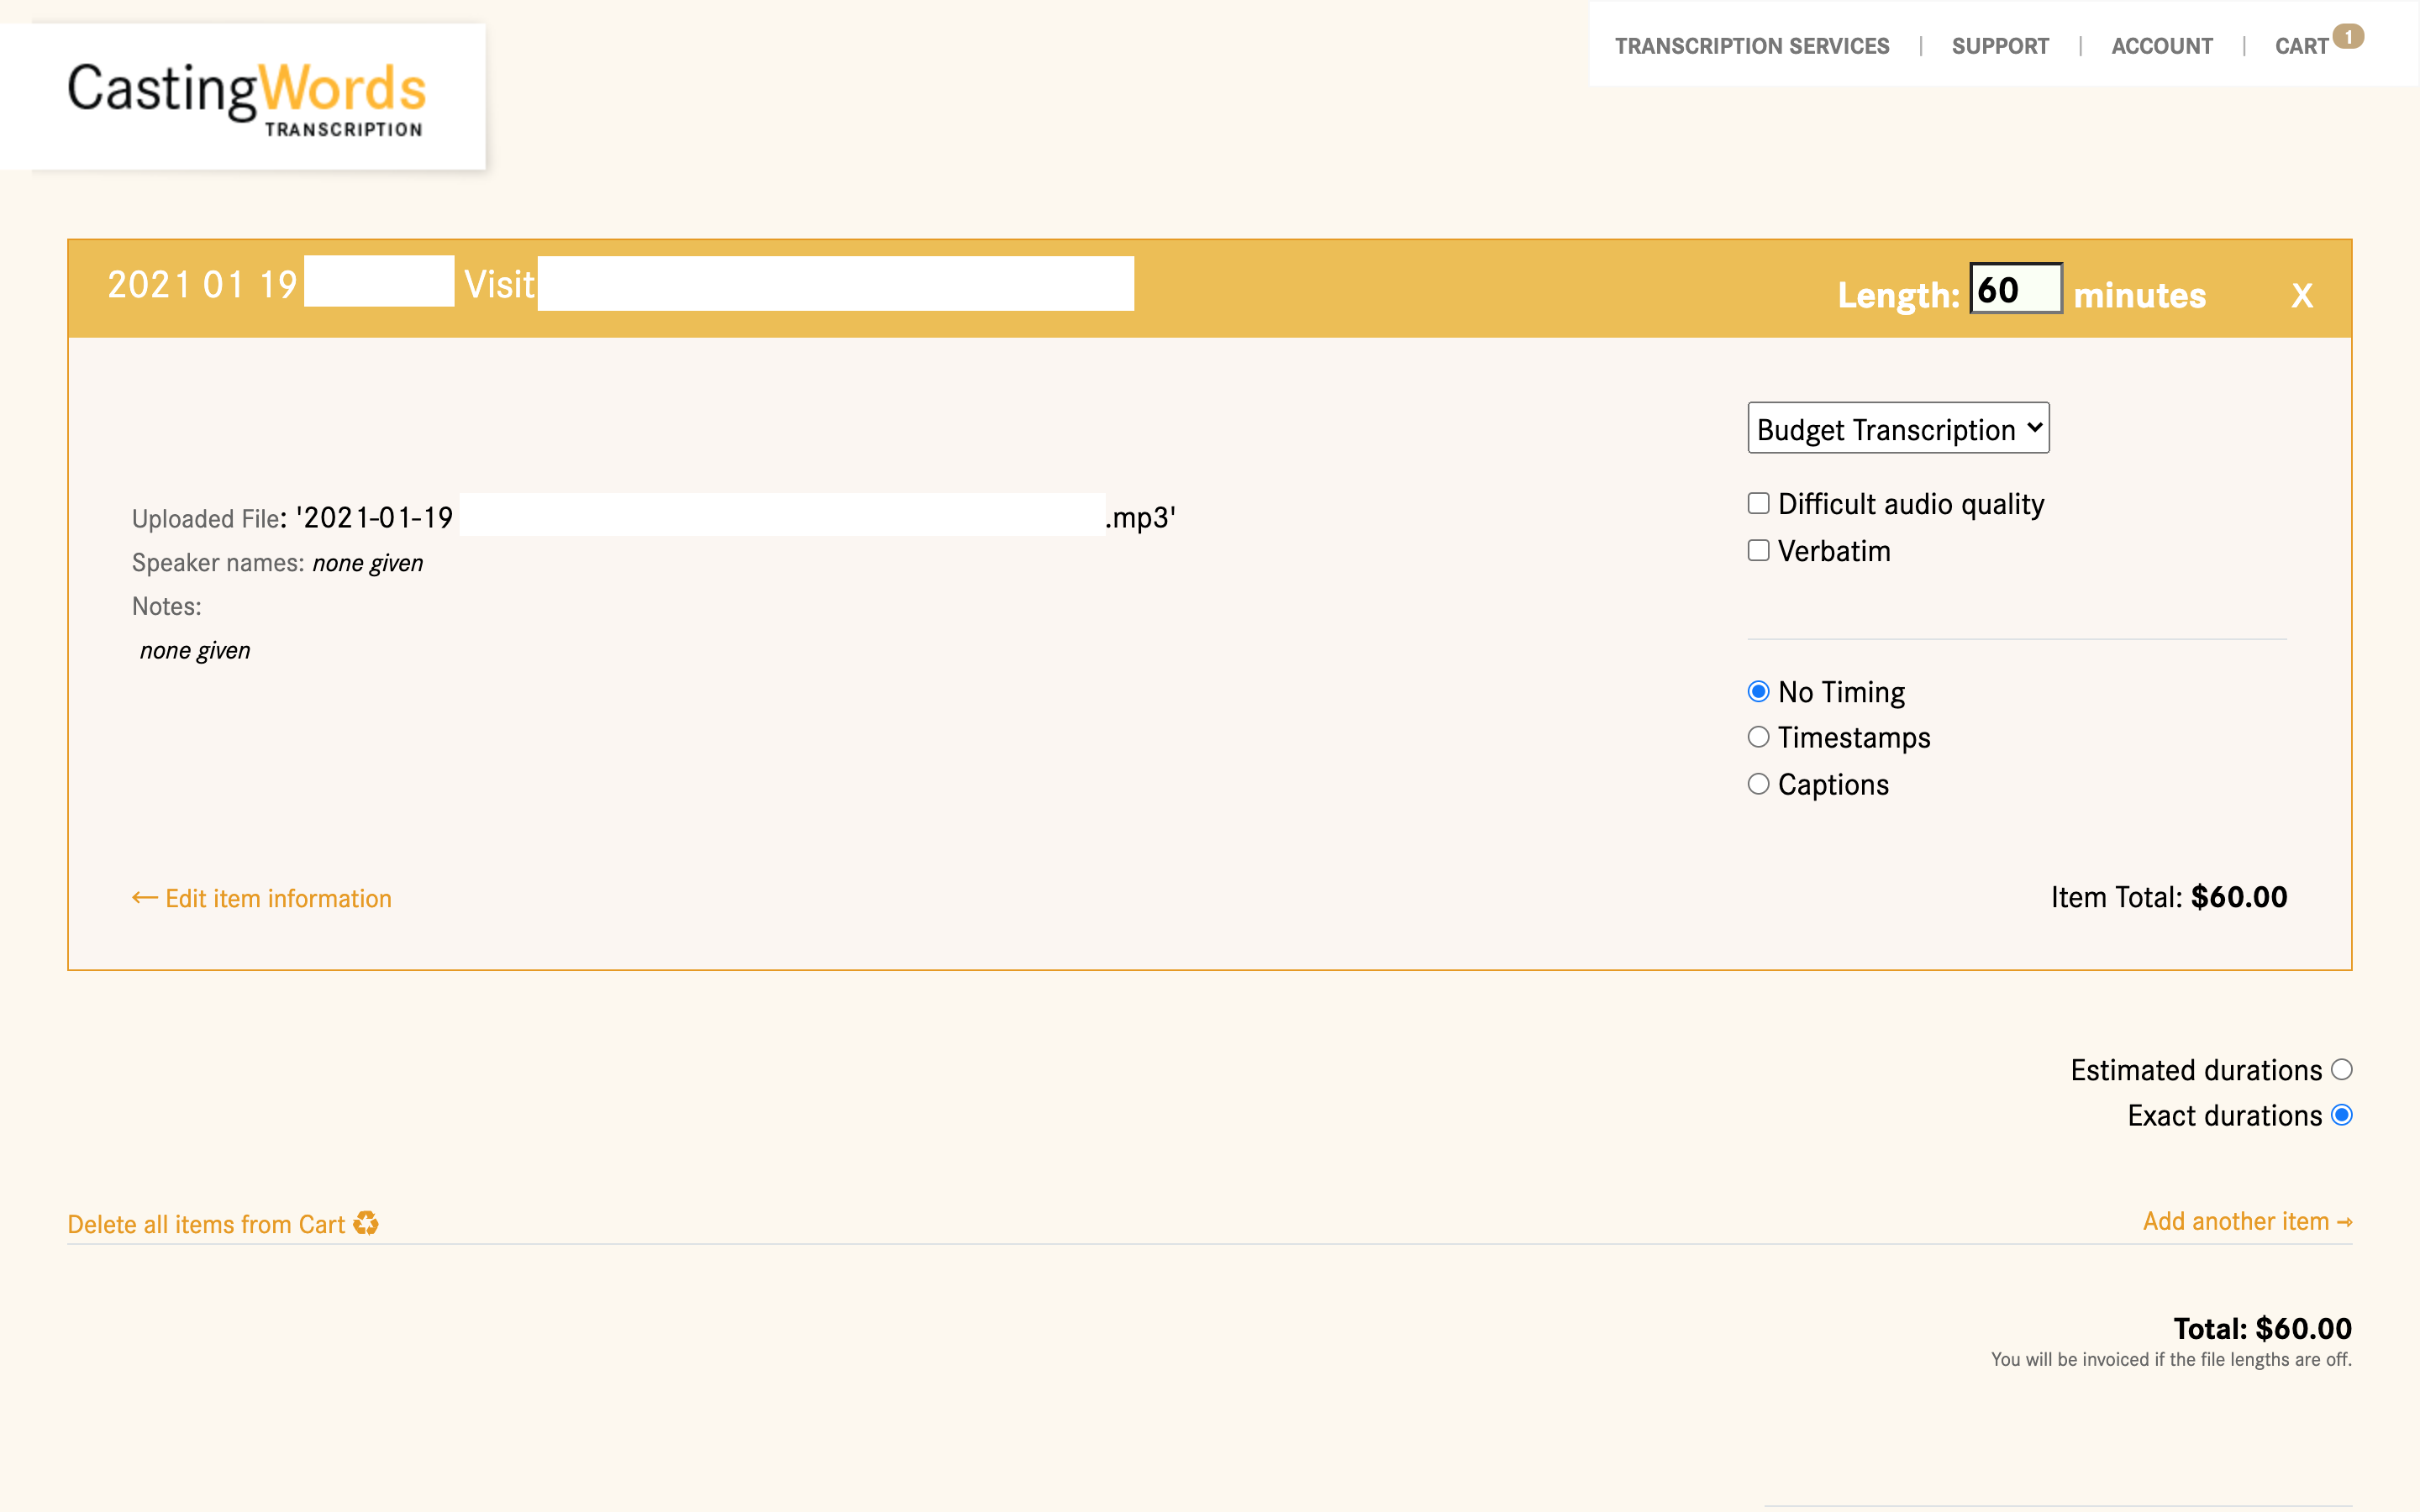 TRANSCRIPTION SERVICES | SUPPORT | ACCOUNT | CART 1
CastingWords
TRANSCRIPTION
2021 01 19 Visit
Length: 60 minutes X
Budget Transcription
Difficult audio quality
Verbatim
Uploaded File: '2021-01-19 .mp3'
Speaker names: none given
Notes:
none given
No Timing
Timestamps
Captions
← Edit item information
Item Total: $60.00
Estimated durations
Exact durations
Delete all items from Cart ♻
Add another item →
Total: $60.00
You will be invoiced if the file lengths are off.